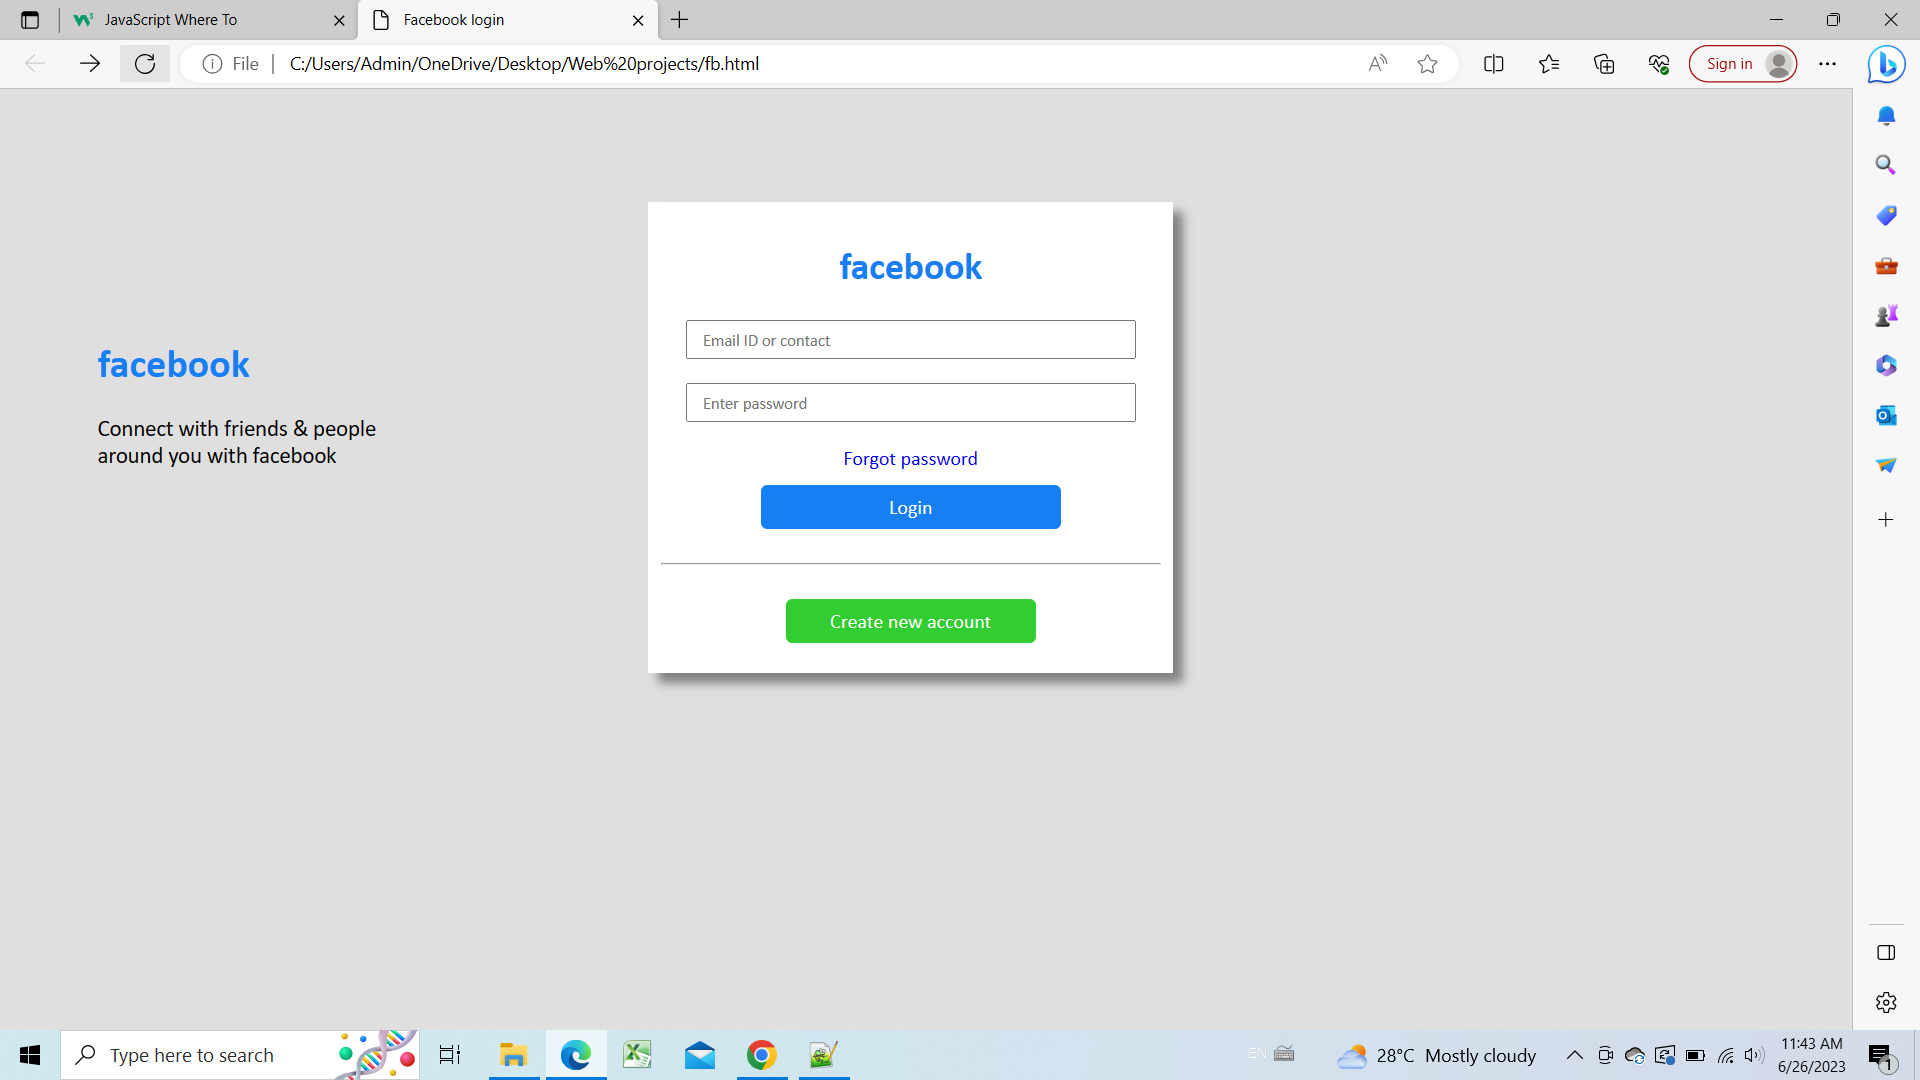 JavaScript Where To
Facebook login
File
C:/Users/Admin/OneDrive/Desktop/Web%20projects/fb.html
Sign in
facebook
Email ID or contact
Enter password
Forgot password
Login
Create new account
facebook
Connect with friends & people
around you with facebook
Type here to search
EN
28°C Mostly cloudy
11:43 AM
6/26/2023
1